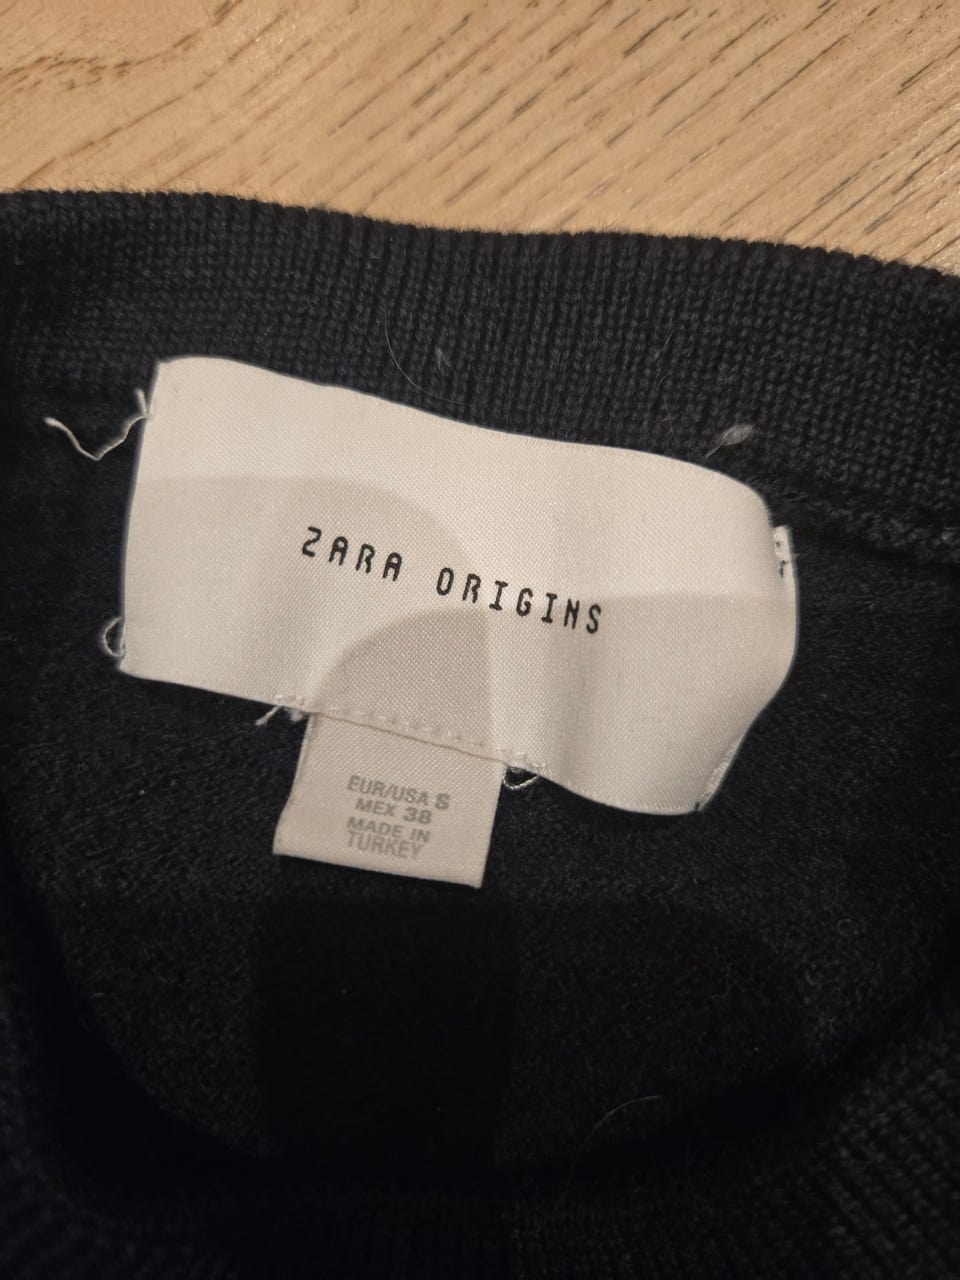 ZARA ORIGINS
EUR/USA S
MEX 38
MADE IN
TURKEY